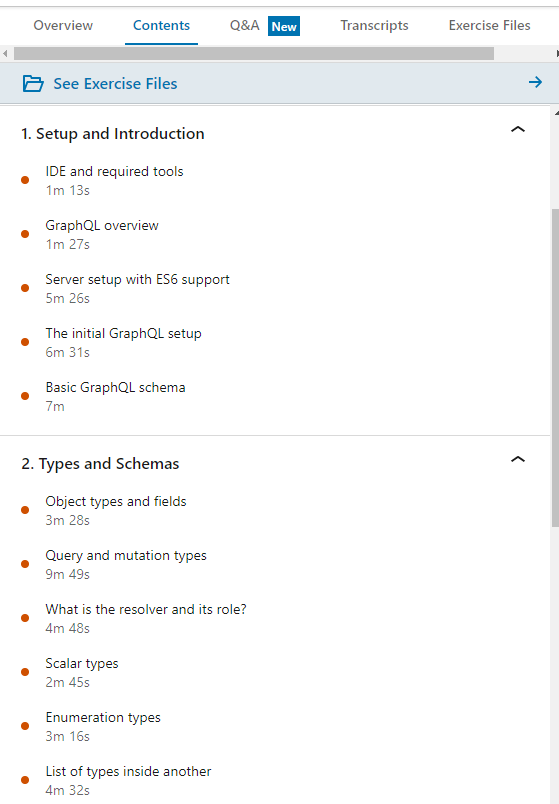 Overview
Contents
Q&A New
Transcripts
Exercise Files
See Exercise Files
1. Setup and Introduction
IDE and required tools
1m 13s
GraphQL overview
1m 27s
Server setup with ES6 support
5m 26s
The initial GraphQL setup
6m 31s
Basic GraphQL schema
7m
2. Types and Schemas
Object types and fields
3m 28s
Query and mutation types
9m 49s
What is the resolver and its role?
4m 48s
Scalar types
2m 45s
Enumeration types
3m 16s
List of types inside another
4m 32s